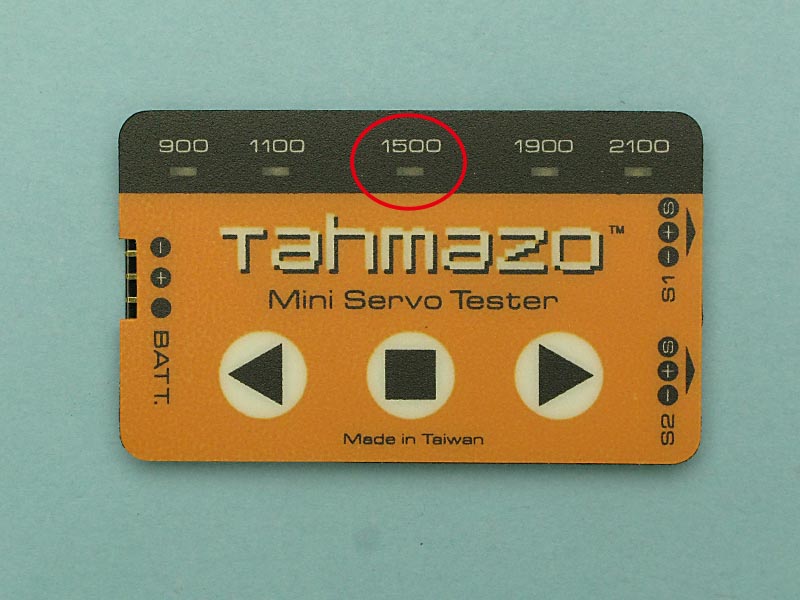 900 1100 1500 1900 2100
Tahmazo™
Mini Servo Tester
- + 
BATT.
S + -
S1
S + -
S2
Made in Taiwan